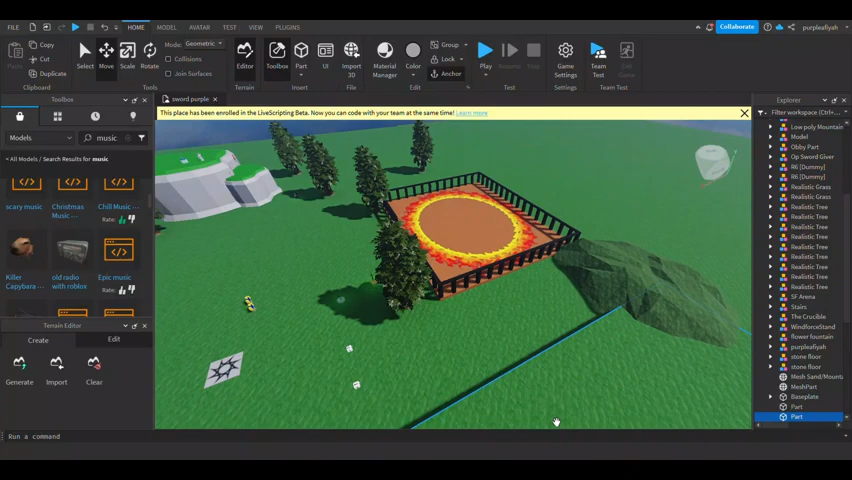 FILE
HOME MODEL AVATAR TEST VIEW PLUGINS
Collaborate
purpleafiyah
Paste
Copy
Cut
Duplicate
Clipboard
Select Move Scale Rotate
Mode: Geometric
Collisions
Join Surfaces
Tools
Editor
Terrain
Toolbox Part UI Import 3D
Insert
Material Manager
Color
Group
Lock
Anchor
Edit
Play Resume Stop
Test
Game Settings
Settings
Team Test
Team Test
Toolbox
Models
music
< All Models / Search Results for music
scary music
Christmas Music ...
Chill Music ...
Rate:
Killer Capybara
old radio with roblox
Epic music
Rate:
Terrain Editor
Create Edit
Generate Import Clear
sword purple
This place has been enrolled in the LiveScripting Beta. Now you can code with your team at the same time! Learn more
Explorer
Filter workspace (Ctrl+...
Low poly Mountain
Model
Obby Part
Op Sword Giver
R6 [Dummy]
R6 [Dummy]
Realistic Grass
Realistic Grass
Realistic Tree
Realistic Tree
Realistic Tree
Realistic Tree
Realistic Tree
Realistic Tree
Realistic Tree
Realistic Tree
Realistic Tree
SF Arena
Stairs
The Crucible
WindforceStand
flower fountain
purpleafiyah
stone floor
stone floor
Mesh Sand/Mounta
MeshPart
Baseplate
Part
Part
Run a command